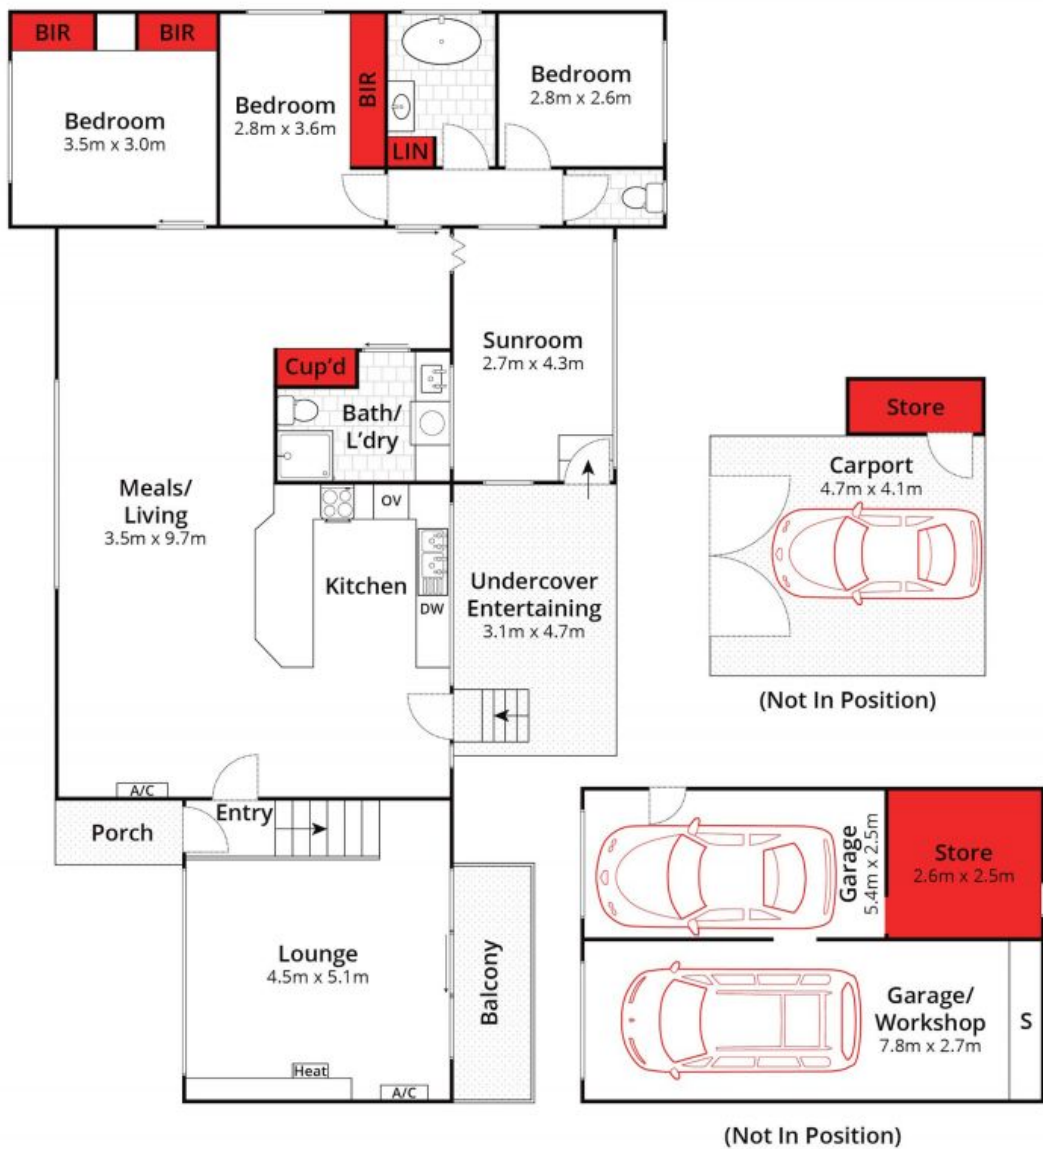 BIR
BIR
Bedroom
3.5m x 3.0m
Bedroom
2.8m x 3.6m
BIR
LIN
Bedroom
2.8m x 2.6m
Sunroom
2.7m x 4.3m
Cup'd
Bath/
L'dry
Meals/
Living
3.5m x 9.7m
OV
Kitchen
DW
Undercover
Entertaining
3.1m x 4.7m
A/C
Entry
Porch
Lounge
4.5m x 5.1m
Heat
A/C
Balcony
Store
Carport
4.7m x 4.1m
(Not In Position)
Garage
5.4m x 2.5m
Store
2.6m x 2.5m
Garage/
Workshop
7.8m x 2.7m
S
(Not In Position)